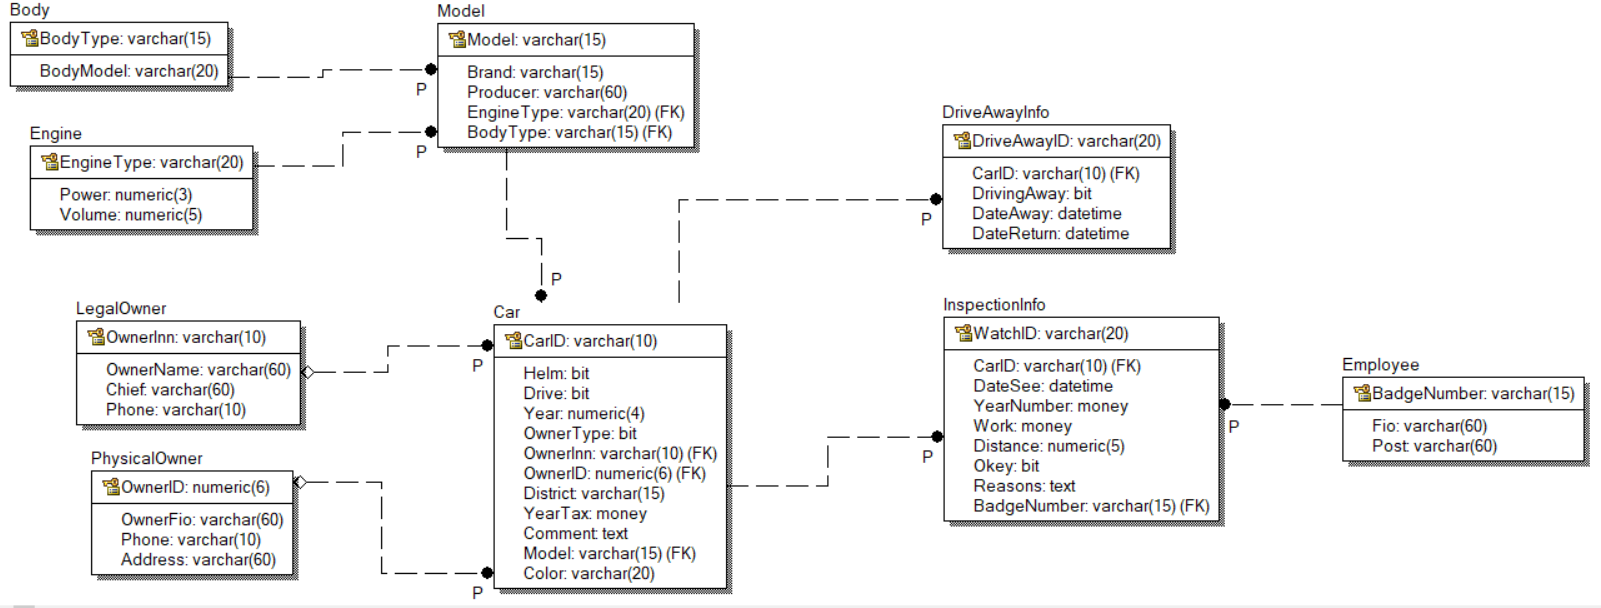 Body
BodyType: varchar(15)
BodyModel: varchar(20)
P
Model
Model: varchar(15)
Brand: varchar(15)
Producer: varchar(60)
EngineType: varchar(20) (FK)
BodyType: varchar(15) (FK)
Engine
EngineType: varchar(20)
Power: numeric(3)
Volume: numeric(5)
P
P
DriveAwayInfo
DriveAwayID: varchar(20)
CarID: varchar(10) (FK)
DrivingAway: bit
DateAway: datetime
DateReturn: datetime
P
LegalOwner
OwnerInn: varchar(10)
OwnerName: varchar(60)
Chief: varchar(60)
Phone: varchar(10)
P
PhysicalOwner
OwnerID: numeric(6)
OwnerFio: varchar(60)
Phone: varchar(10)
Address: varchar(60)
P
Car
CarID: varchar(10)
Helm: bit
Drive: bit
Year: numeric(4)
OwnerType: bit
OwnerInn: varchar(10) (FK)
OwnerID: numeric(6) (FK)
District: varchar(15)
YearTax: money
Comment: text
Model: varchar(15) (FK)
Color: varchar(20)
P
InspectionInfo
WatchID: varchar(20)
CarID: varchar(10) (FK)
DateSee: datetime
YearNumber: money
Work: money
Distance: numeric(5)
Okey: bit
Reasons: text
BadgeNumber: varchar(15) (FK)
P
Employee
BadgeNumber: varchar(15)
Fio: varchar(60)
Post: varchar(60)